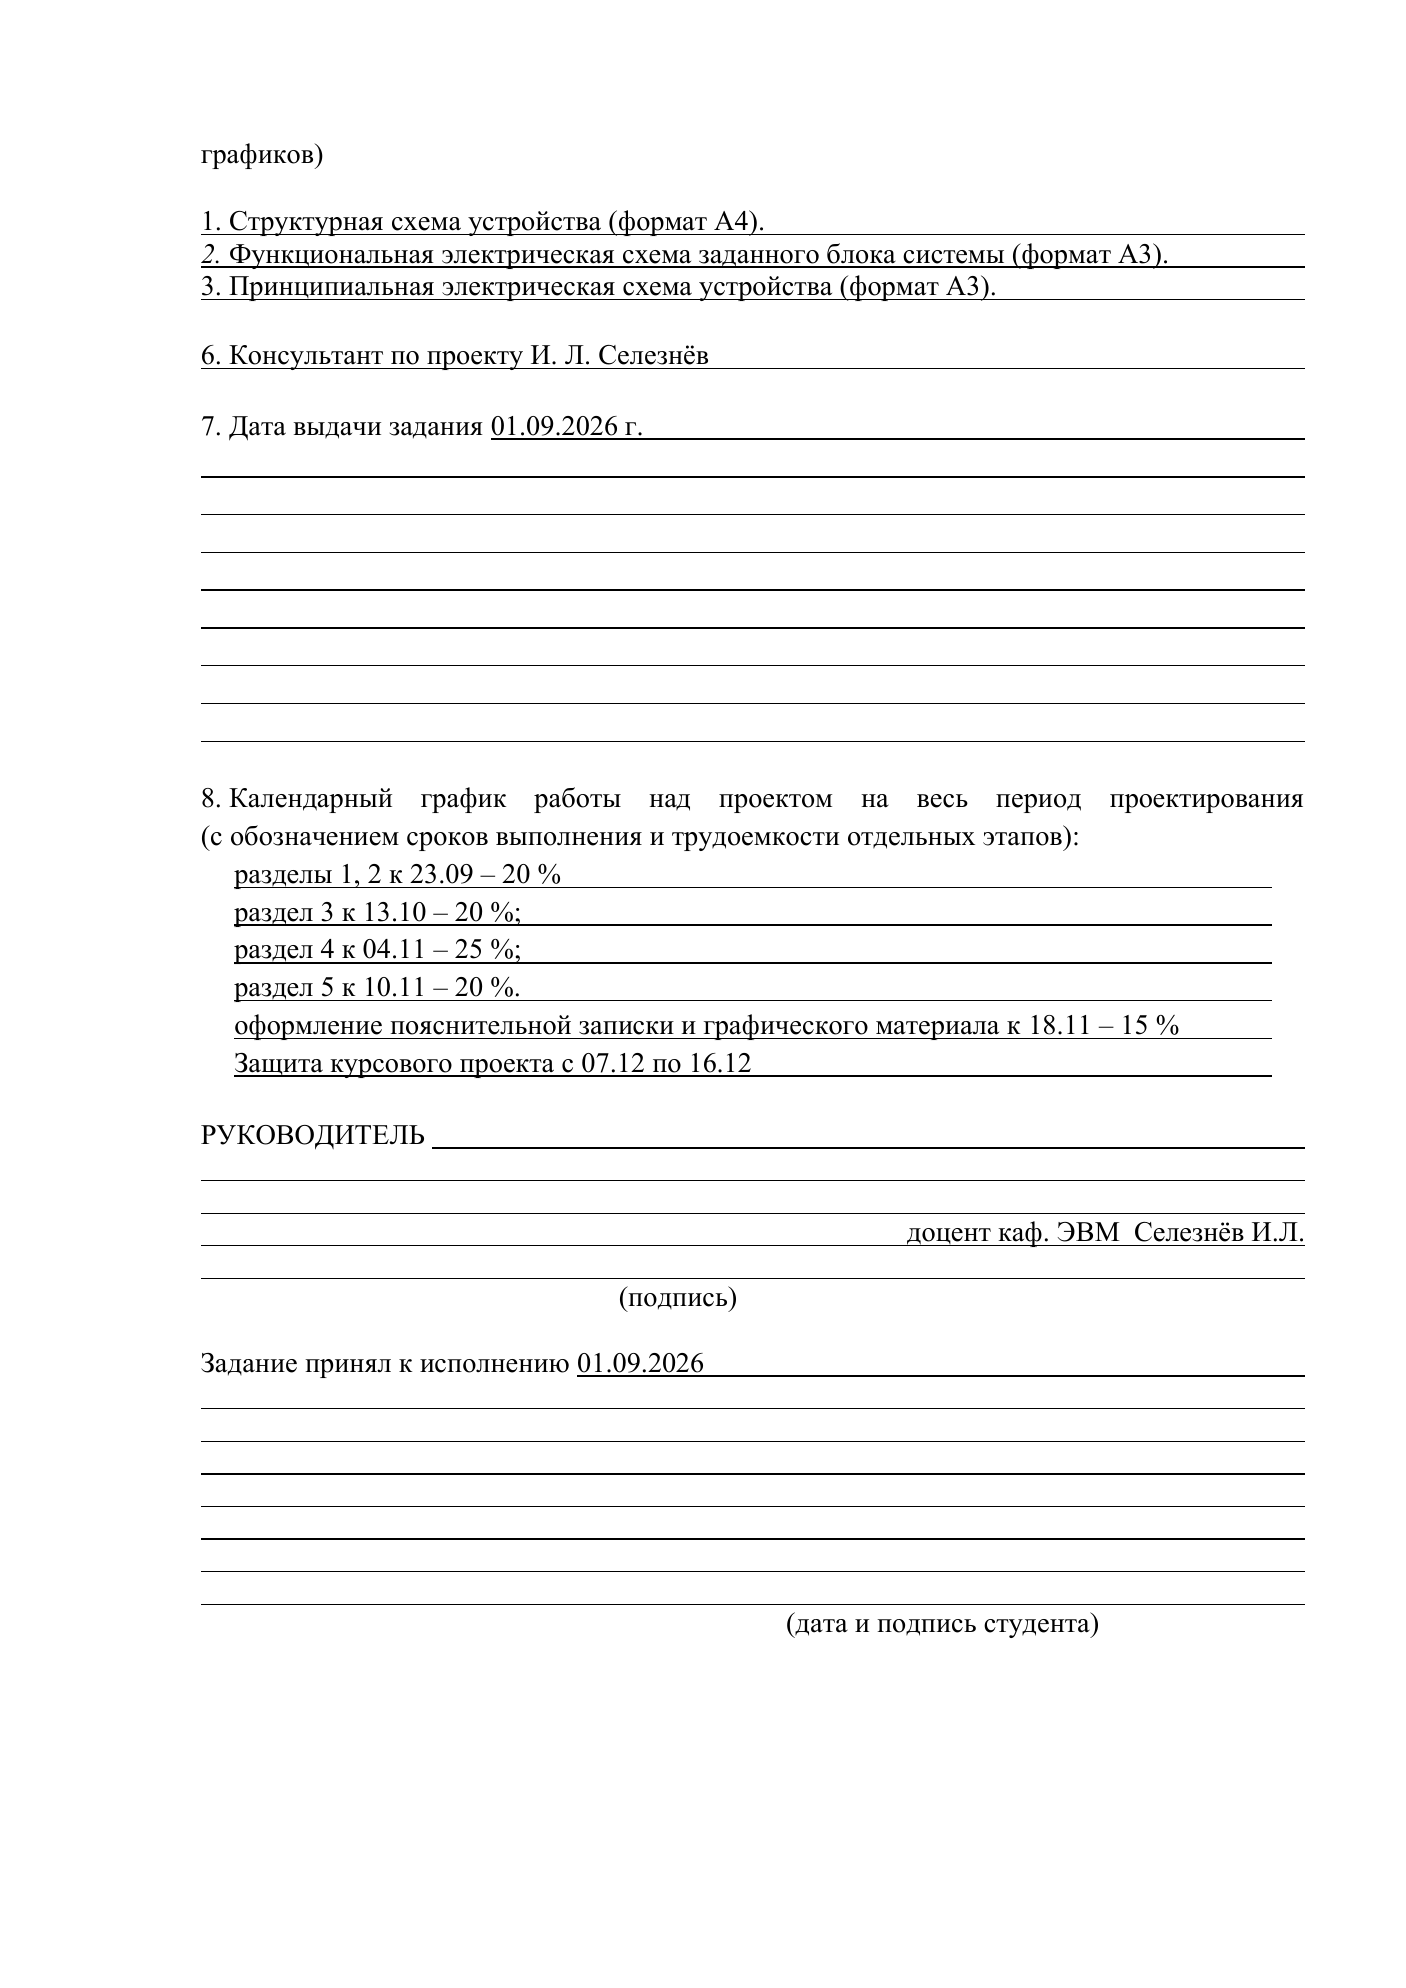 графиков)
1. Структурная схема устройства (формат А4).
2. Функциональная электрическая схема заданного блока системы (формат А3).
3. Принципиальная электрическая схема устройства (формат А3).
6. Консультант по проекту И. Л. Селезнёв
7. Дата выдачи задания 01.09.2026 г.
8. Календарный график работы над проектом на весь период проектирования
(с обозначением сроков выполнения и трудоемкости отдельных этапов):
разделы 1, 2 к 23.09 – 20 %
раздел 3 к 13.10 – 20 %;
раздел 4 к 04.11 – 25 %;
раздел 5 к 10.11 – 20 %.
оформление пояснительной записки и графического материала к 18.11 – 15 %
Защита курсового проекта с 07.12 по 16.12
РУКОВОДИТЕЛЬ
доцент каф. ЭВМ Селезнёв И.Л.
(подпись)
Задание принял к исполнению 01.09.2026
(дата и подпись студента)